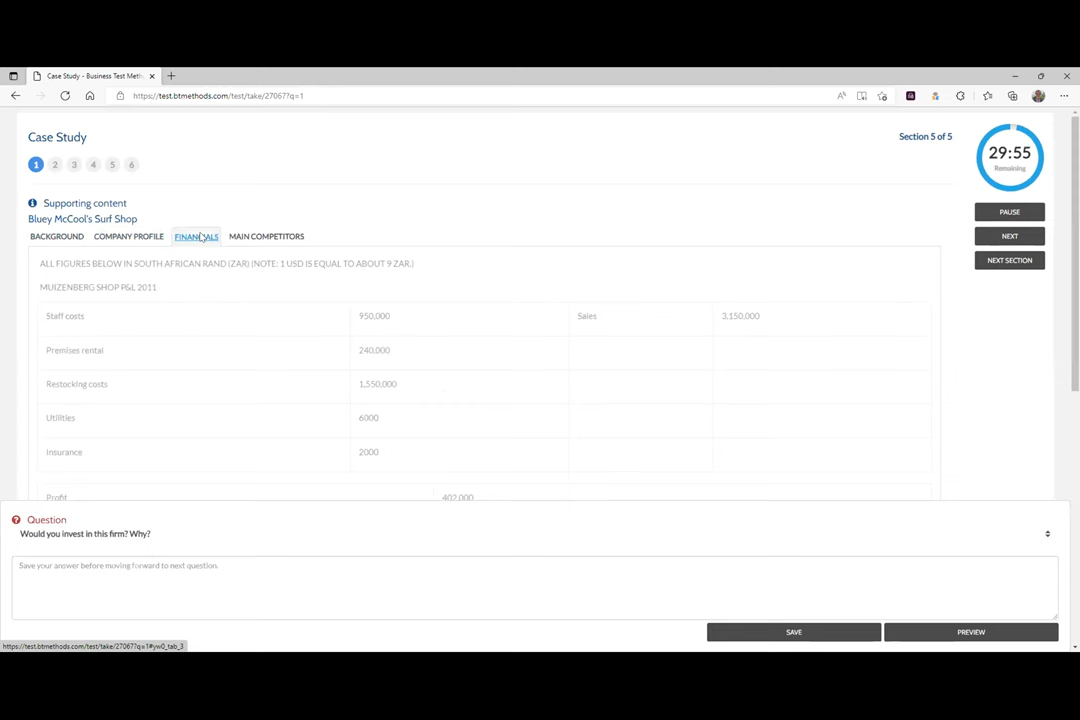 Case Study - Business Test Meth
https://test.btmethods.com/test/take/27067?q=1
Case Study
Section 5 of 5
29:55
Remaining
1 2 3 4 5 6
PAUSE
Supporting content
Bluey McCool's Surf Shop
BACKGROUND COMPANY PROFILE FINANCIALS MAIN COMPETITORS
NEXT
NEXT SECTION
ALL FIGURES BELOW IN SOUTH AFRICAN RAND (ZAR) (NOTE: 1 USD IS EQUAL TO ABOUT 9 ZAR.)
MUIZENBERG SHOP P&L 2011
Staff costs 950,000 Sales 3,150,000
Premises rental 240,000
Restocking costs 1,550,000
Utilities 6000
Insurance 2000
Profit 402,000
Question
Would you invest in this firm? Why?
Save your answer before moving forward to next question.
SAVE PREVIEW
https://test.btmethods.com/test/take/27067?q=1#yw0_tab_3